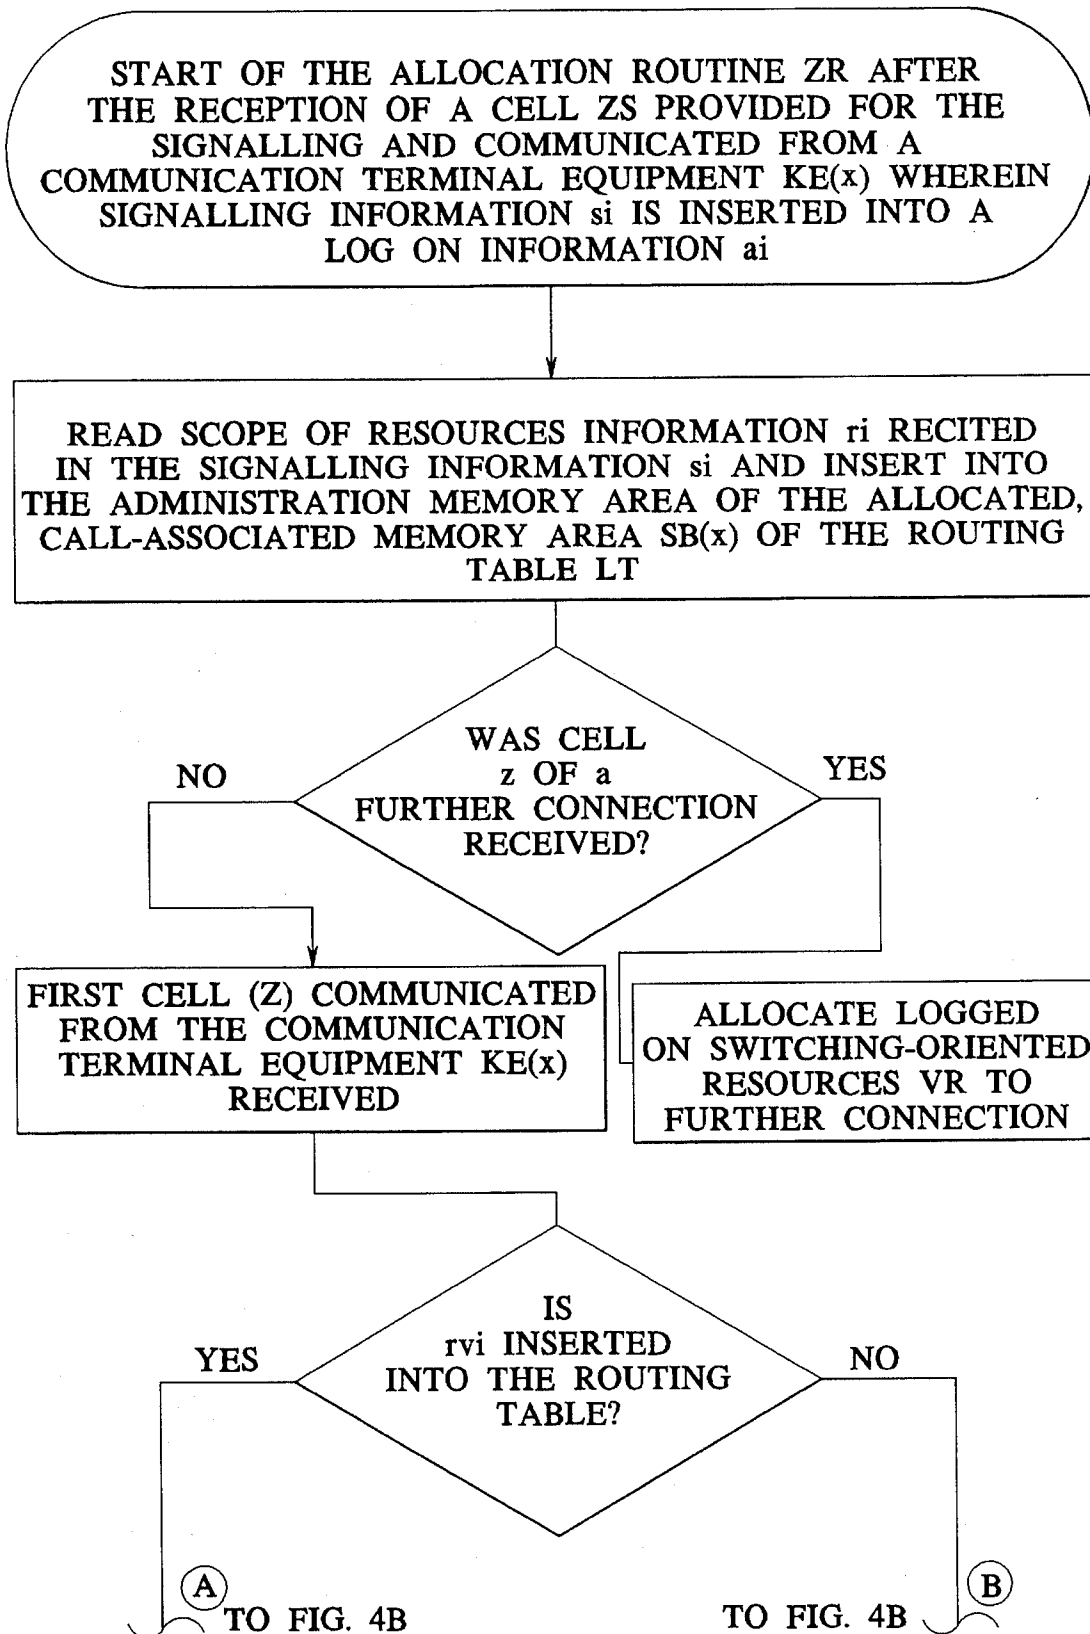 START OF THE ALLOCATION ROUTINE ZR AFTER
THE RECEPTION OF A CELL ZS PROVIDED FOR THE
SIGNALLING AND COMMUNICATED FROM A
COMMUNICATION TERMINAL EQUIPMENT KE(x) WHEREIN
SIGNALLING INFORMATION si IS INSERTED INTO A
LOG ON INFORMATION ai
READ SCOPE OF RESOURCES INFORMATION ri RECITED
IN THE SIGNALLING INFORMATION si AND INSERT INTO
THE ADMINISTRATION MEMORY AREA OF THE ALLOCATED,
CALL-ASSOCIATED MEMORY AREA SB(x) OF THE ROUTING
TABLE LT
WAS CELL
z OF a
FURTHER CONNECTION
RECEIVED?
NO
YES
FIRST CELL (Z) COMMUNICATED
FROM THE COMMUNICATION
TERMINAL EQUIPMENT KE(x)
RECEIVED
ALLOCATE LOGGED
ON SWITCHING-ORIENTED
RESOURCES VR TO
FURTHER CONNECTION
IS
rvi INSERTED
INTO THE ROUTING
TABLE?
YES
NO
A
TO FIG. 4B
TO FIG. 4B
B